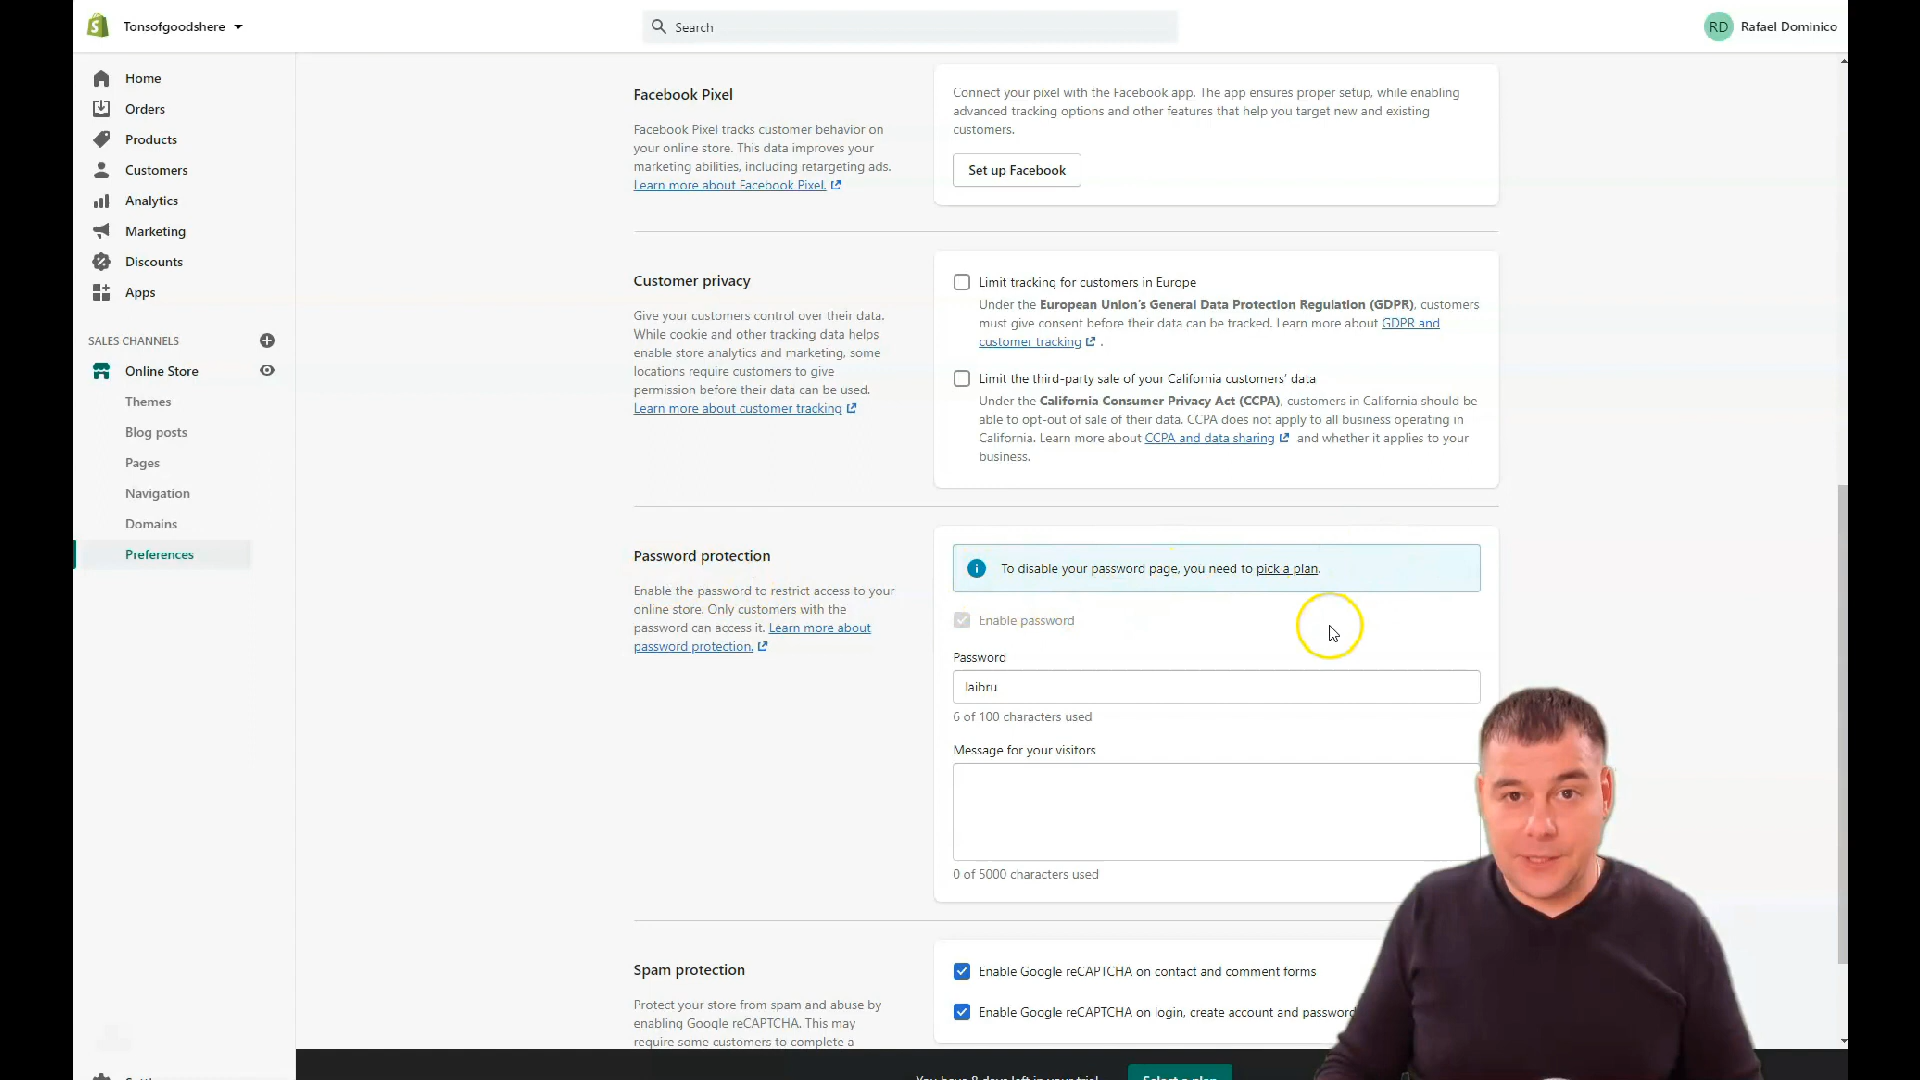 Tonsofgoodshere
Search
RD
Rafael Dominico
Home
Orders
Products
Customers
Analytics
Marketing
Discounts
Apps
SALES CHANNELS
Online Store
Themes
Blog posts
Pages
Navigation
Domains
Preferences
Facebook Pixel
Facebook Pixel tracks customer behavior on
your online store. This data improves your
marketing abilities, including retargeting ads.
Learn more about Facebook Pixel.
Connect your pixel with the Facebook app. The app ensures proper setup, while enabling
advanced tracking options and other features that help you target new and existing
customers.
Set up Facebook
Customer privacy
Give your customers control over their data.
While cookie and other tracking data helps
enable store analytics and marketing, some
locations require customers to give
permission before their data can be used.
Learn more about customer tracking
Limit tracking for customers in Europe
Under the European Union's General Data Protection Regulation (GDPR), customers
must give consent before their data can be tracked. Learn more about GDPR and
customer tracking .
Limit the third-party sale of your California customers' data
Under the California Consumer Privacy Act (CCPA), customers in California should be
able to opt-out of sale of their data. CCPA does not apply to all business operating in
California. Learn more about CCPA and data sharing and whether it applies to your
business.
Password protection
Enable the password to restrict access to your
online store. Only customers with the
password can access it. Learn more about
password protection.
To disable your password page, you need to pick a plan.
Enable password
Password
laibru
6 of 100 characters used
Message for your visitors
0 of 5000 characters used
Spam protection
Protect your store from spam and abuse by
enabling Google reCAPTCHA. This may
require some customers to complete a
Enable Google reCAPTCHA on contact and comment forms
Enable Google reCAPTCHA on login, create account and password
You have 8 days left in your trial
Select a plan